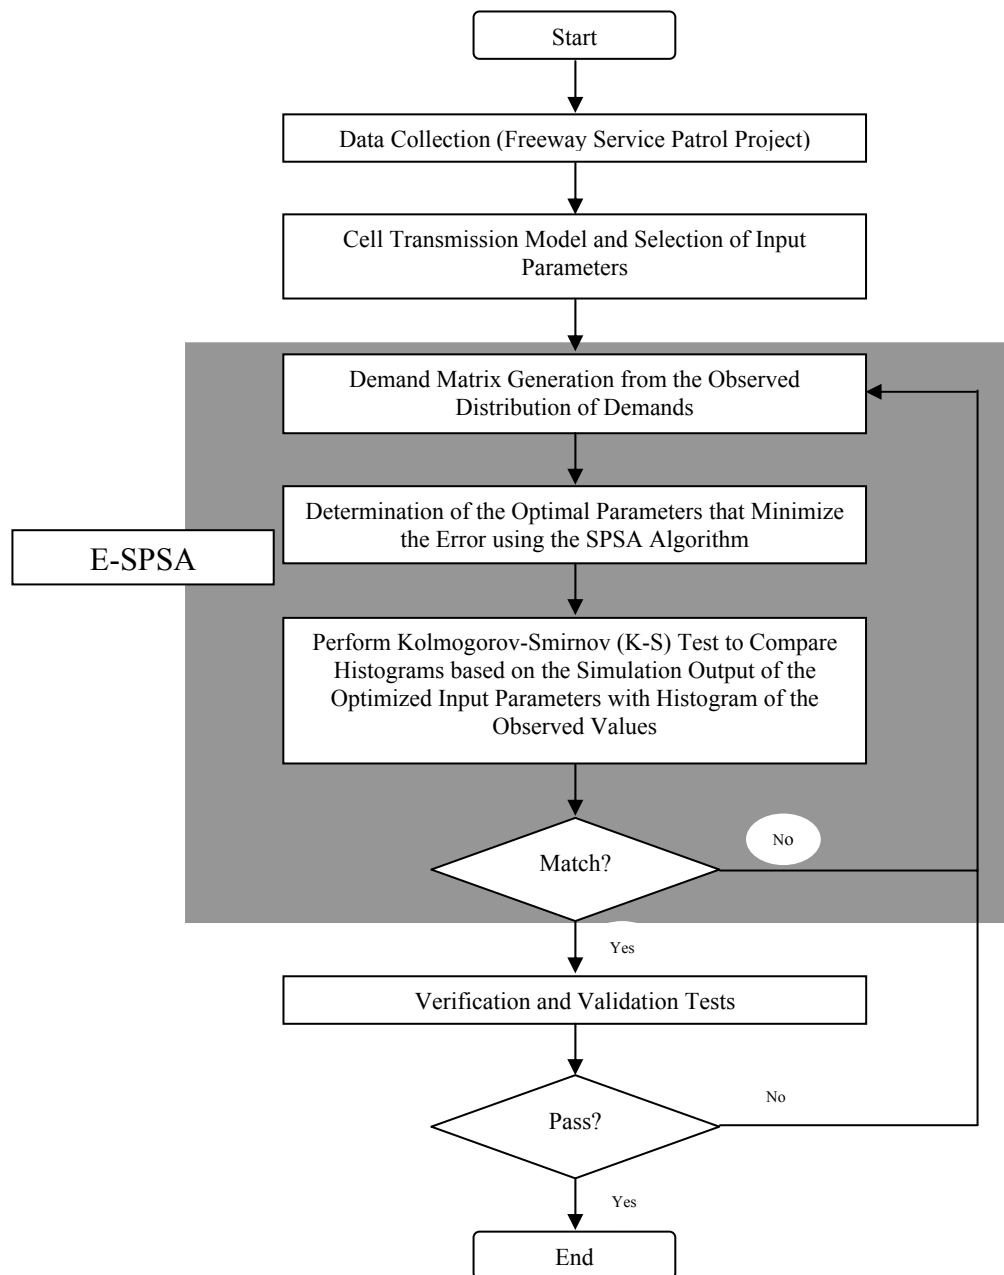 Start
Data Collection (Freeway Service Patrol Project)
Cell Transmission Model and Selection of Input
Parameters
Demand Matrix Generation from the Observed
Distribution of Demands
Determination of the Optimal Parameters that Minimize
the Error using the SPSA Algorithm
E-SPSA
Perform Kolmogorov-Smirnov (K-S) Test to Compare
Histograms based on the Simulation Output of the
Optimized Input Parameters with Histogram of the
Observed Values
No
Match?
Yes
Verification and Validation Tests
No
Pass?
Yes
End